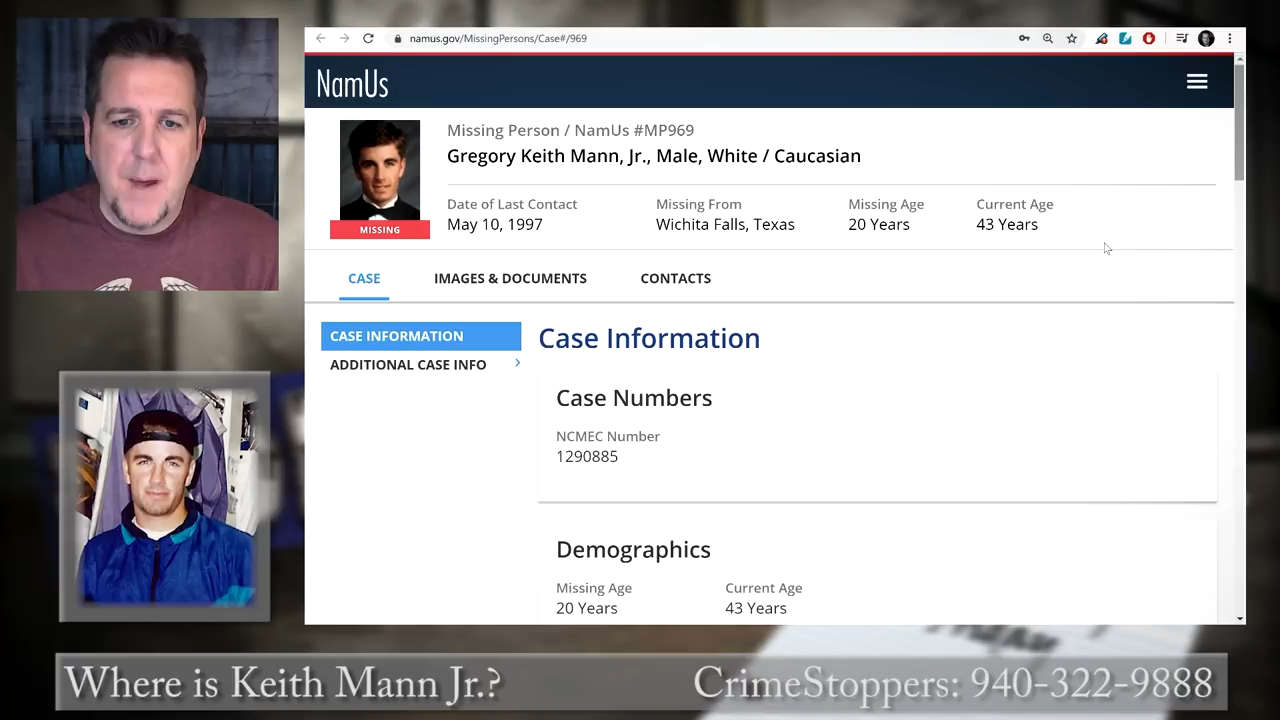 namus.gov/MissingPersons/Case#/969
NamUs
Missing Person / NamUs #MP969
Gregory Keith Mann, Jr., Male, White / Caucasian
MISSING
Date of Last Contact
May 10, 1997
Missing From
Wichita Falls, Texas
Missing Age
20 Years
Current Age
43 Years
CASE
IMAGES & DOCUMENTS
CONTACTS
CASE INFORMATION
ADDITIONAL CASE INFO
Case Information
Case Numbers
NCMEC Number
1290885
Demographics
Missing Age
20 Years
Current Age
43 Years
Where is Keith Mann Jr.?
CrimeStoppers: 940-322-9888